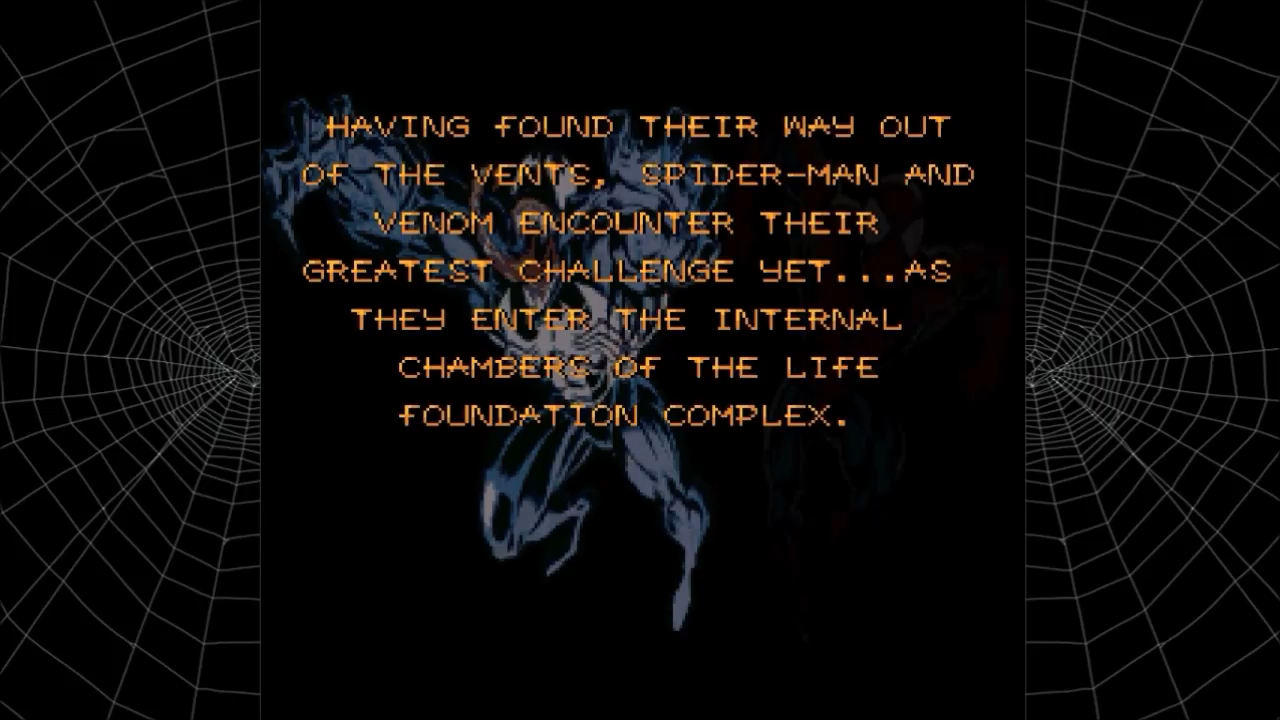 HAVING FOUND THEIR WAY OUT
OF THE VENTS, SPIDER-MAN AND
VENOM ENCOUNTER THEIR
GREATEST CHALLENGE YET...AS
THEY ENTER THE INTERNAL
CHAMBERS OF THE LIFE
FOUNDATION COMPLEX.